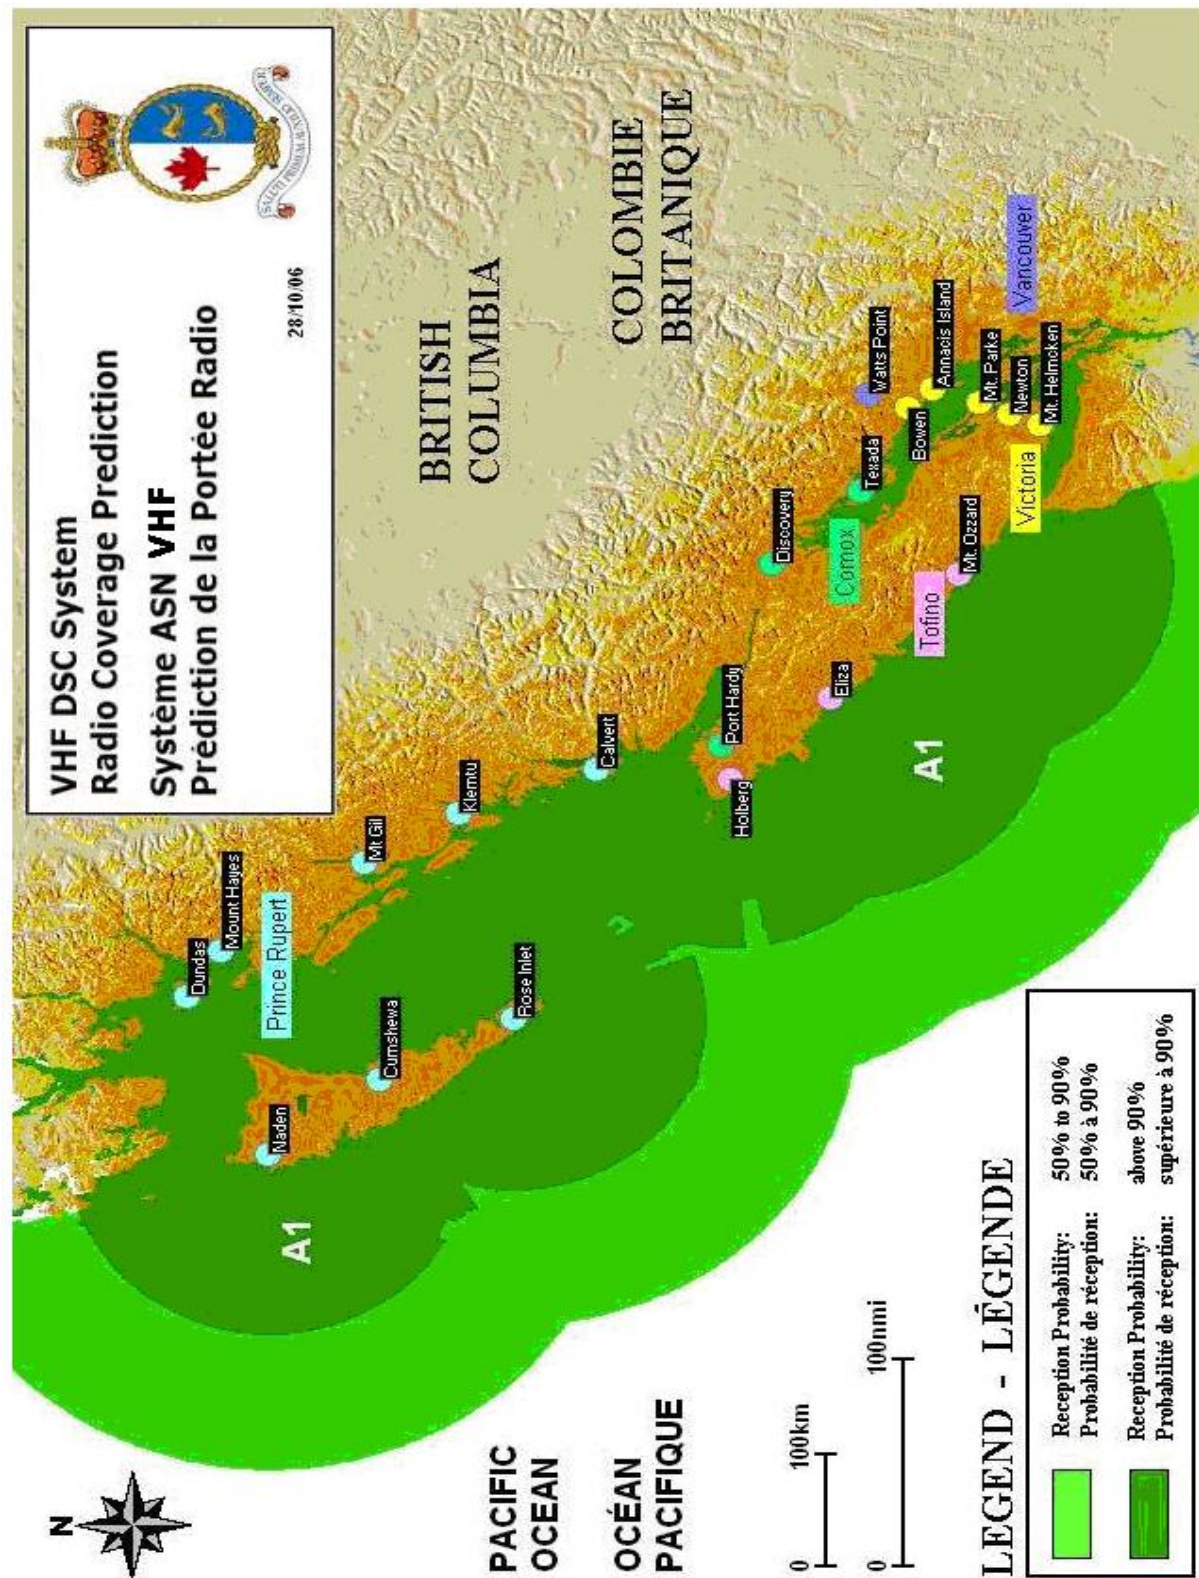 VHF DSC System
Radio Coverage Prediction
Système ASN VHF
Prédiction de la Portée Radio
28/10/06
SALUTI PRIMUM AUXILIO SEMPER
N
BRITISH
COLUMBIA
COLOMBIE
BRITANIQUE
Dundas
Mount Hayes
Prince Rupert
Naden
Cumshewa
Rose Inlet
Mt Gil
Klemtu
Calvert
Port Hardy
Holberg
Eliza
Discovery
Comox
Texada
Tofino
Mt. Ozzard
Watts Point
Bowen
Annacis Island
Vancouver
Mt. Parke
Newton
Mt. Helmcken
Victoria
A1
A1
PACIFIC
OCEAN
OCÉAN
PACIFIQUE
0 100km
0 100nmi
LEGEND - LÉGENDE
Reception Probability: 50% to 90%
Probabilité de réception: 50% à 90%
Reception Probability: above 90%
Probabilité de réception: supérieure à 90%